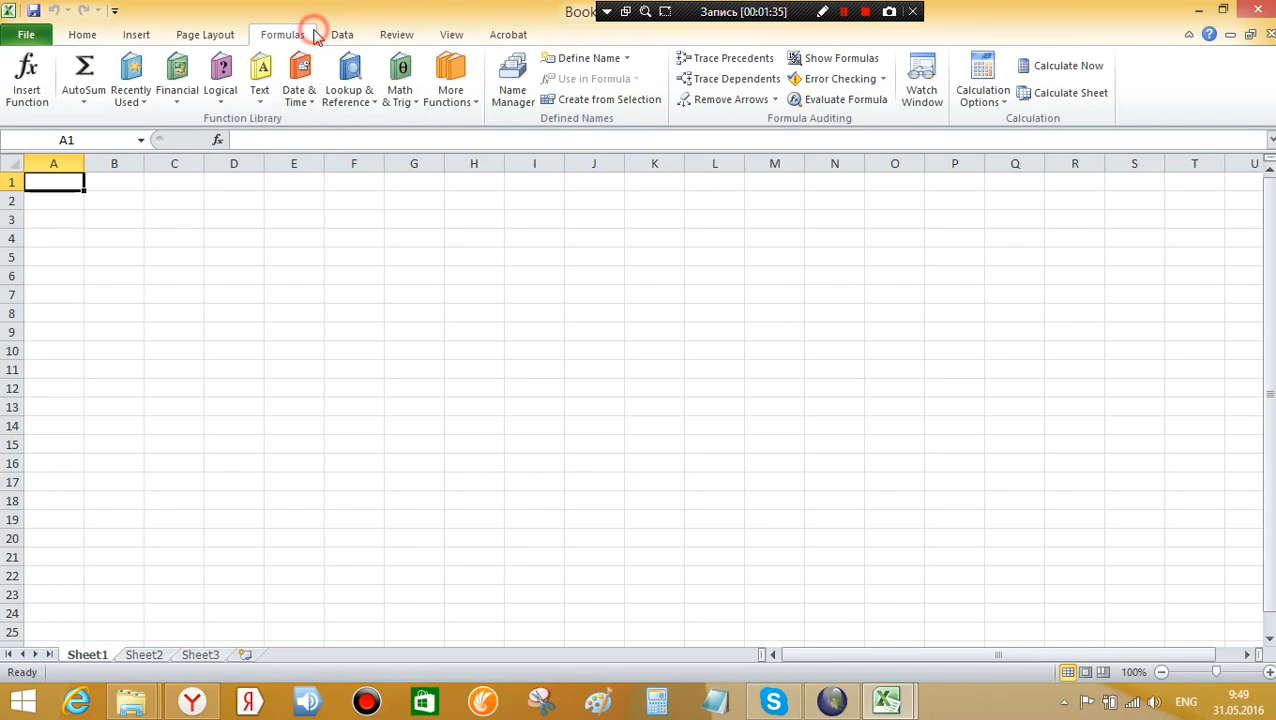 Book
Запись [00:01:35]
File Home Insert Page Layout Formulas Data Review View Acrobat
Insert Function
AutoSum
Recently Used
Financial
Logical
Text
Date & Time
Lookup & Reference
Math & Trig
More Functions
Function Library
Name Manager
Define Name
Use in Formula
Create from Selection
Defined Names
Trace Precedents
Trace Dependents
Remove Arrows
Show Formulas
Error Checking
Evaluate Formula
Formula Auditing
Watch Window
Calculation Options
Calculate Now
Calculate Sheet
Calculation
A1 fx
A B C D E F G H I J K L M N O P Q R S T U
1
2
3
4
5
6
7
8
9
10
11
12
13
14
15
16
17
18
19
20
21
22
23
24
25
Sheet1 Sheet2 Sheet3
Ready 100%
ENG 9:49
31.05.2016